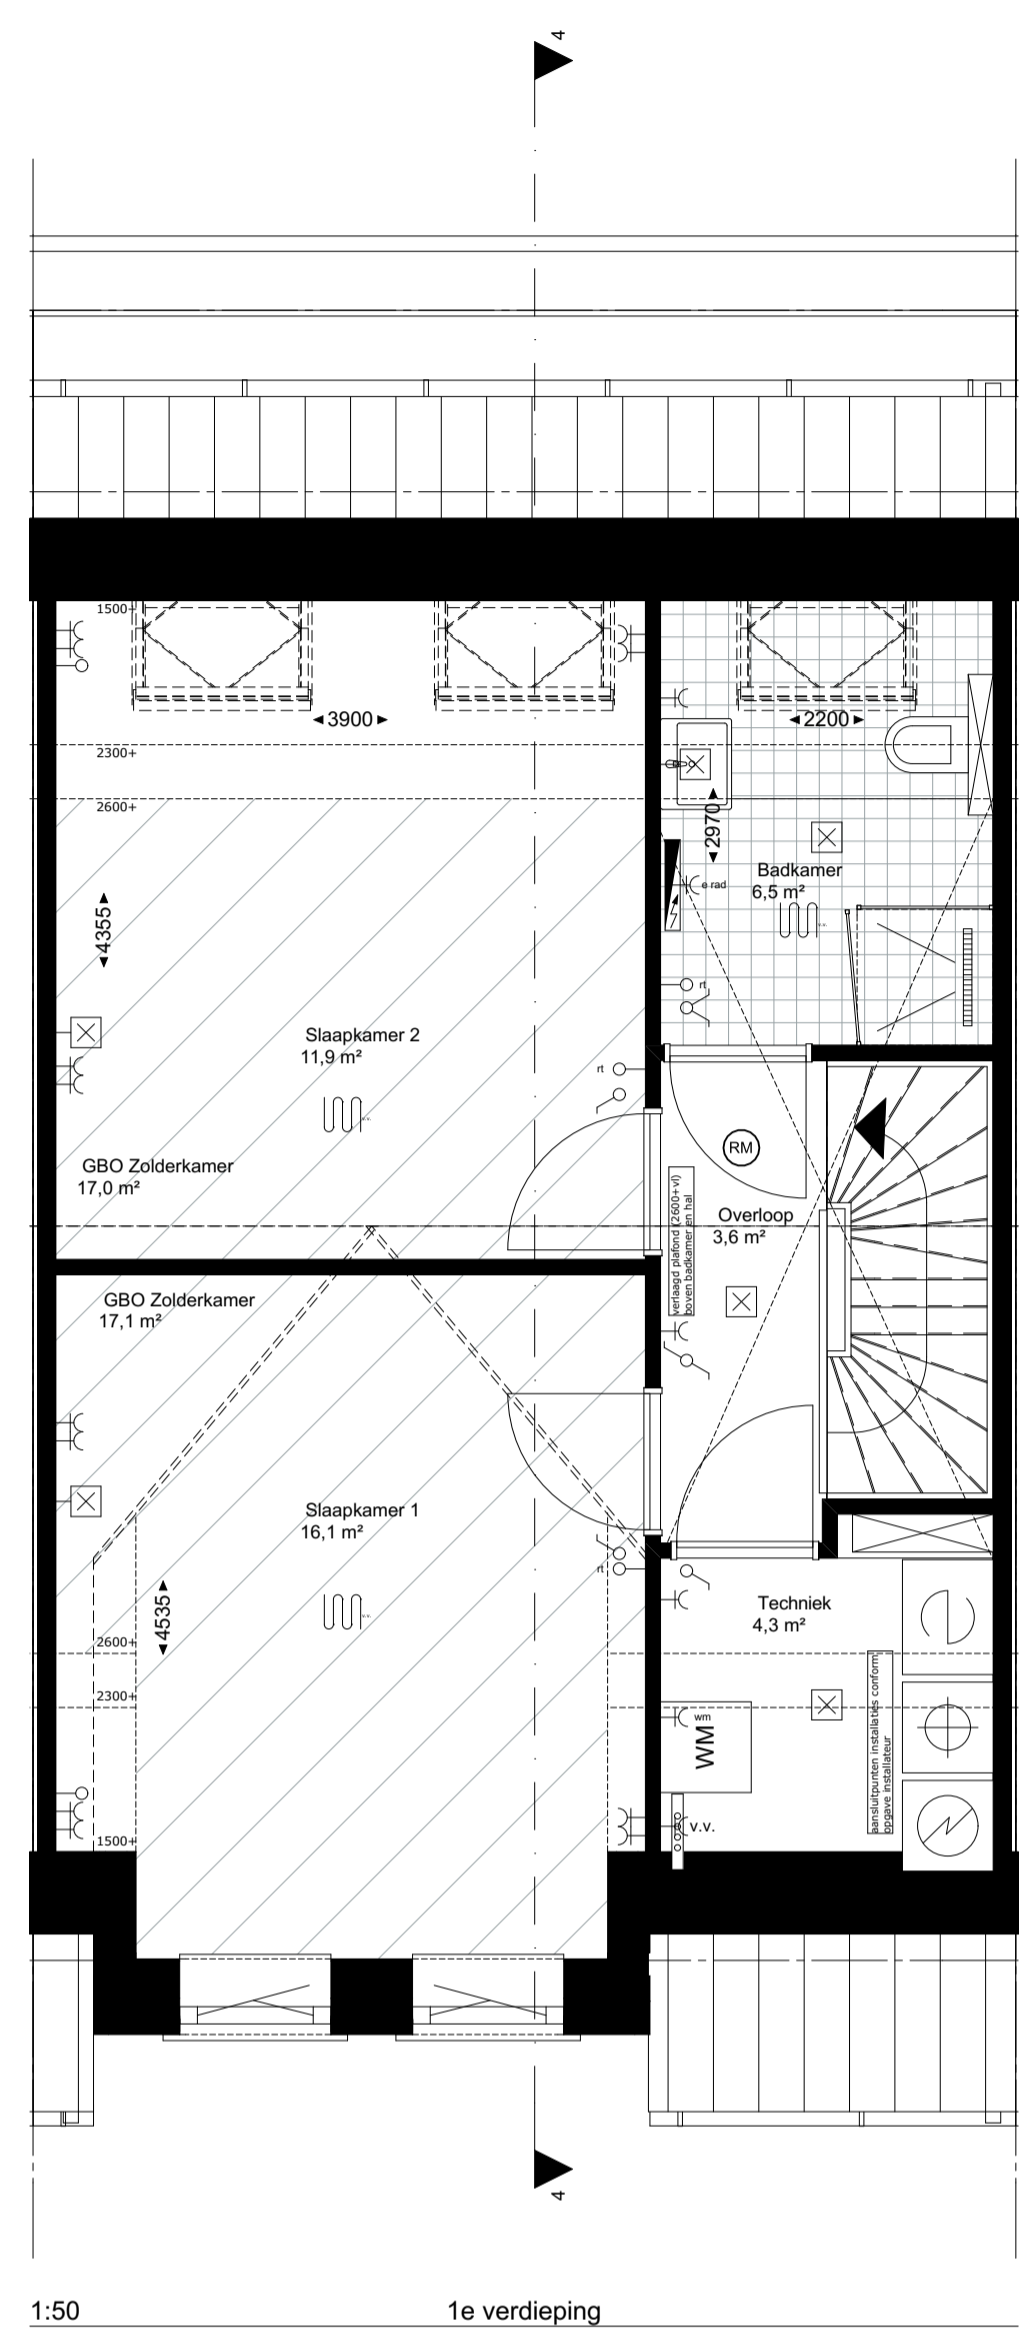 4
1500+
3900
2200
2300+
2600+
2970
4355
Badkamer
6,5 m²
e rad
v.v.
rt
Slaapkamer 2
11,9 m²
rt
v.v.
RM
GBO Zolderkamer
17,0 m²
verlaagd plafond (2600+vl)
boven badkamer en hal
Overloop
3,6 m²
GBO Zolderkamer
17,1 m²
Slaapkamer 1
16,1 m²
rt
v.v.
4535
Techniek
4,3 m²
2600+
2300+
1500+
wm
WM
v.v.
aansluitpunten installaties conform
opgave installateur
4
1:50
1e verdieping